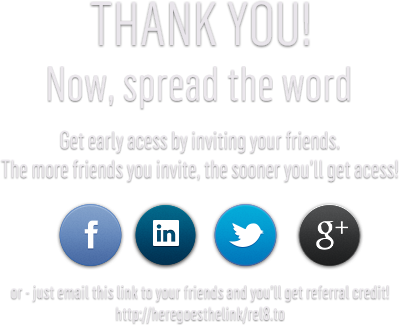 THANK YOU!
Now, spread the word
Get early acess by inviting your friends.
The more friends you invite, the sooner you'll get acess!
f in g+
or - just email this link to your friends and you'll get referral credit!
http://heregoesthelink/rel8.to